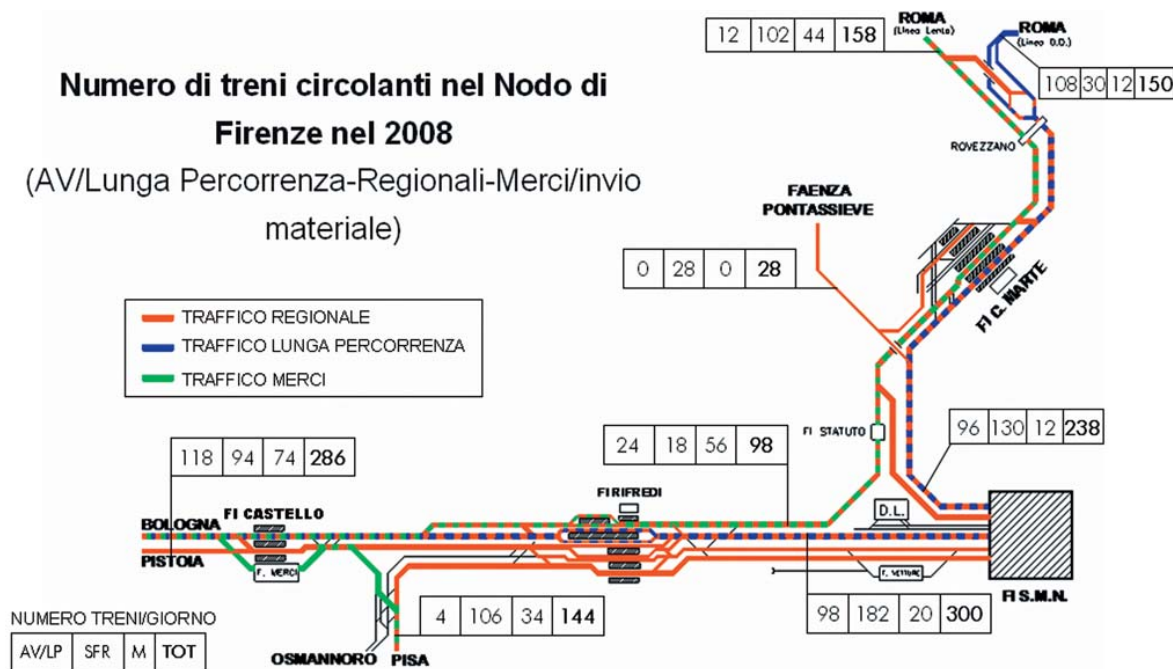 Numero di treni circolanti nel Nodo di
Firenze nel 2008
(AV/Lunga Percorrenza-Regionali-Merci/invio
materiale)
12 102 44 158
ROMA
(Linea Lenta)
ROMA
(Linea D.D.)
108 30 12 150
ROVEZZANO
FAENZA
PONTASSIEVE
0 28 0 28
FI C. MARTE
TRAFFICO REGIONALE
TRAFFICO LUNGA PERCORRENZA
TRAFFICO MERCI
FI STATUTO
96 130 12 238
118 94 74 286
24 18 56 98
FI CASTELLO
FI RIFREDI
D.L.
BOLOGNA
PISTOIA
F. MERCI
F. VETTURE
FI S.M.N.
4 106 34 144
98 182 20 300
OSMANNORO
PISA
NUMERO TRENI/GIORNO
AV/LP SFR M TOT